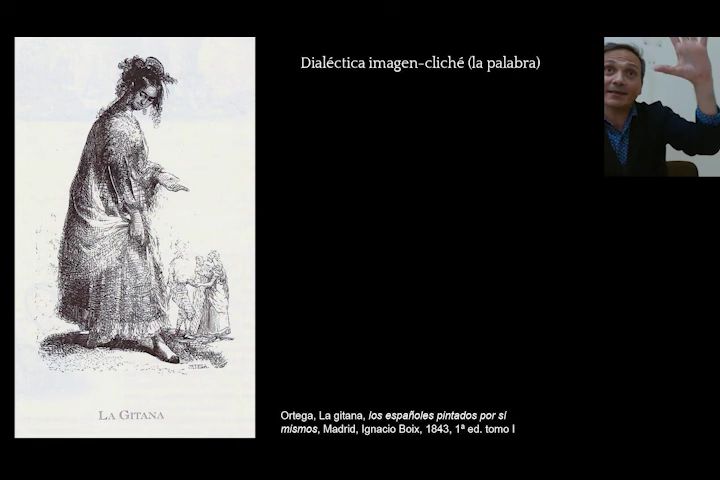 Dialéctica imagen-cliché (la palabra)
LA GITANA
Ortega, La gitana, los españoles pintados por si
mismos, Madrid, Ignacio Boix, 1843, 1ª ed. tomo I